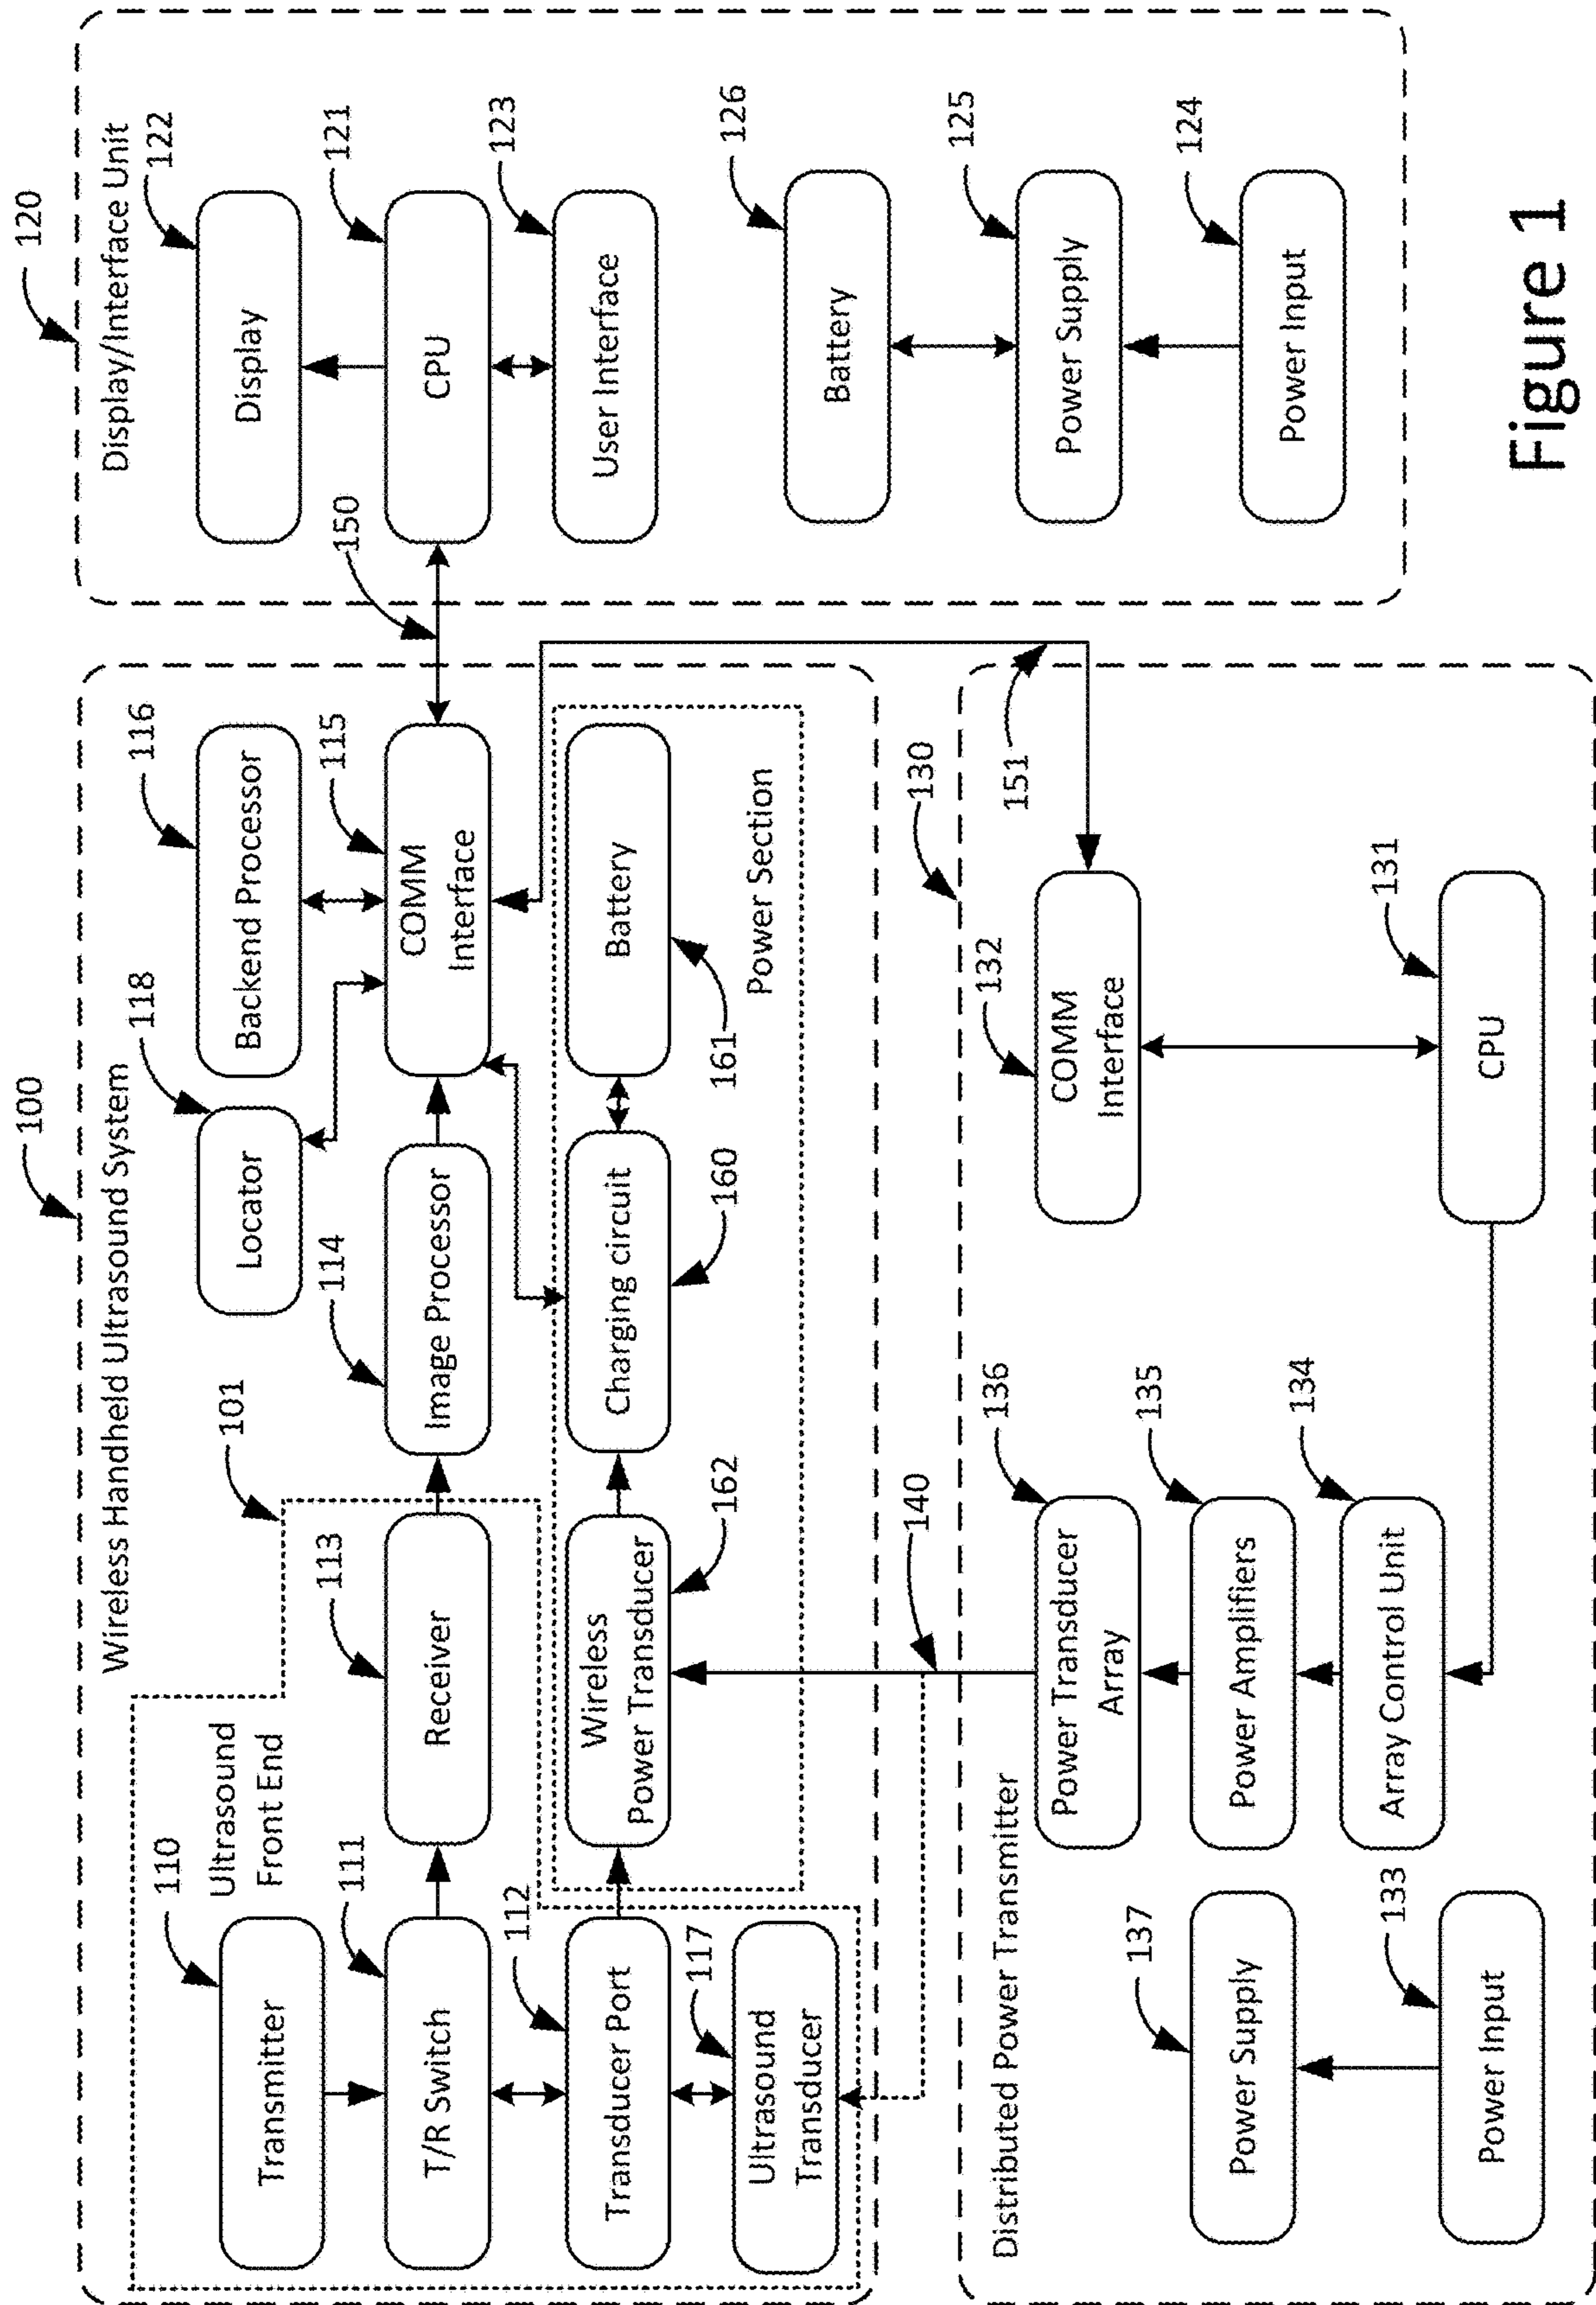 100
Wireless Handheld Ultrasound System
110
Ultrasound
Front End
101
118
116
Transmitter
Locator
Backend Processor
111
113
114
115
T/R Switch
Receiver
Image Processor
COMM
Interface
150
112
Transducer Port
Wireless
Power Transducer
Charging circuit
Battery
117
162
160
161
Ultrasound
Transducer
Power Section
120
Display/Interface Unit
122
Display
121
CPU
123
User Interface
126
Battery
125
Power Supply
124
Power Input
140
130
151
Distributed Power Transmitter
136
132
Power Transducer
Array
COMM
Interface
137
135
Power Supply
Power Amplifiers
133
134
131
Array Control Unit
Power Input
CPU
Figure 1